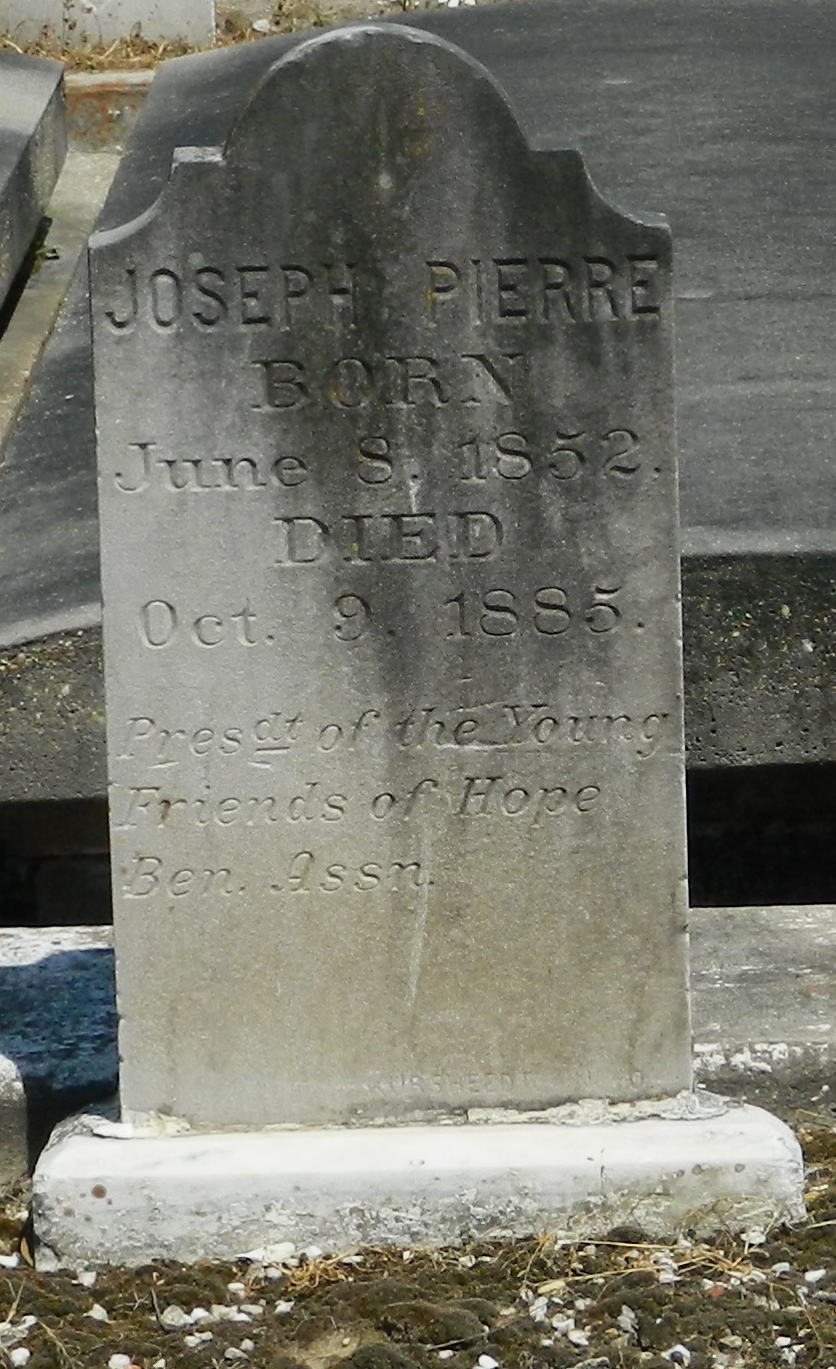 JOSEPH PIERRE
BORN
June 8. 1852.
DIED
Oct. 9. 1885.
Presdt of the Young
Friends of Hope
Ben. Assn.
N.O.